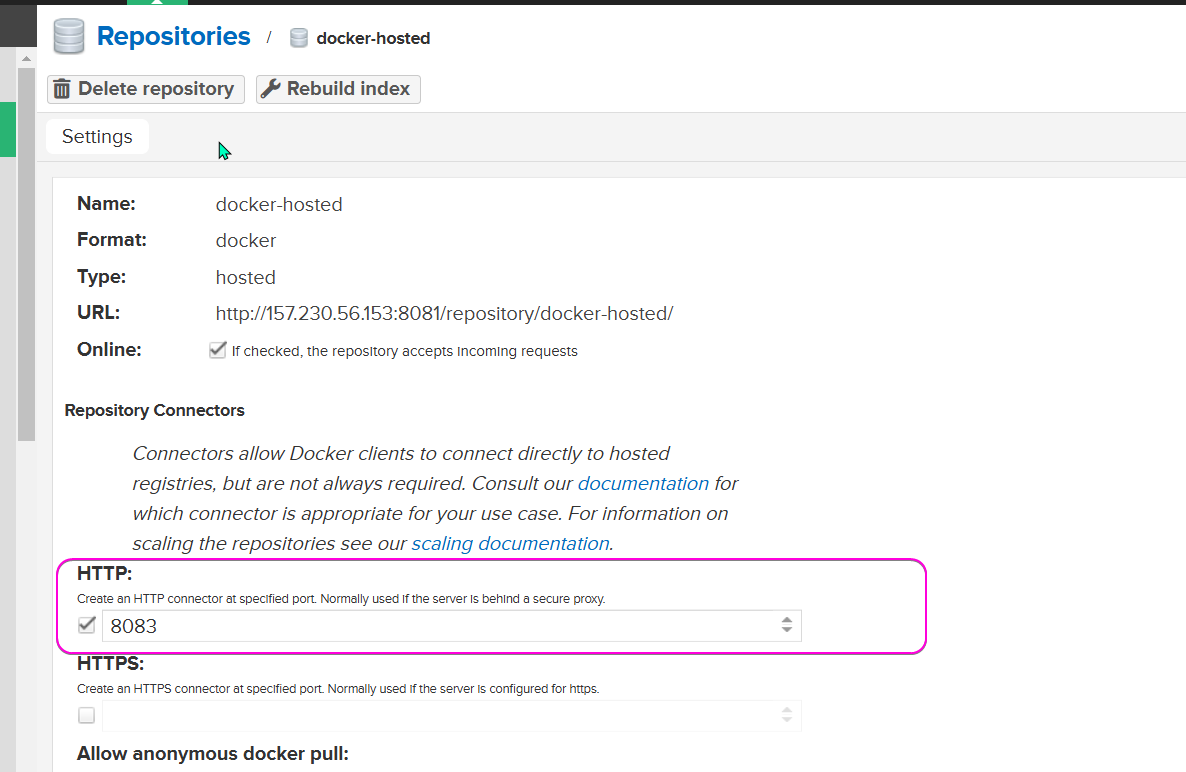 Repositories / docker-hosted
Delete repository Rebuild index
Settings
Name: docker-hosted
Format: docker
Type: hosted
URL: http://157.230.56.153:8081/repository/docker-hosted/
Online: If checked, the repository accepts incoming requests
Repository Connectors
Connectors allow Docker clients to connect directly to hosted
registries, but are not always required. Consult our documentation for
which connector is appropriate for your use case. For information on
scaling the repositories see our scaling documentation.
HTTP:
Create an HTTP connector at specified port. Normally used if the server is behind a secure proxy.
8083
HTTPS:
Create an HTTPS connector at specified port. Normally used if the server is configured for https.
Allow anonymous docker pull: